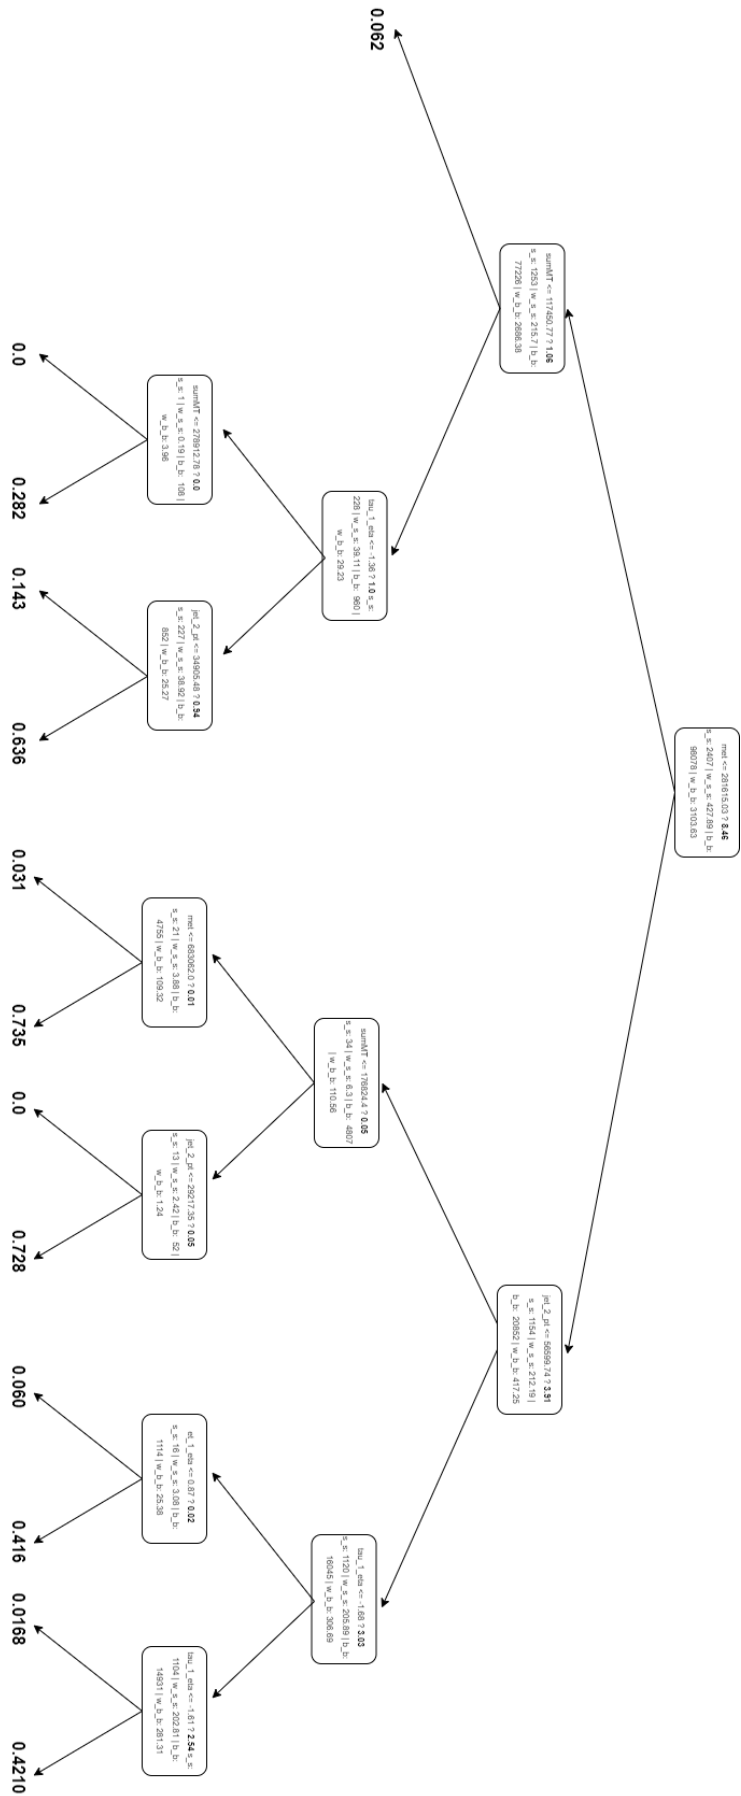 met <= 281615.03 ? 8.46
s_s: 2407 | w_s_s: 427.89 | b_b:
98078 | w_b_b: 3103.63
sumMT <= 117450.77 ? 1.06
s_s: 1253 | w_s_s: 215.7 | b_b:
77226 | w_b_b: 2686.38
jet_2_pt <= 56599.74 ? 3.91
s_s: 1154 | w_s_s: 212.19 |
b_b: 20852 | w_b_b: 417.25
0.062
tau_1_eta <= -1.36 ? 1.0 s_s:
228 | w_s_s: 39.11 | b_b: 960 |
w_b_b: 29.23
sumMT <= 176824.4 ? 0.05
s_s: 34 | w_s_s: 6.3 | b_b: 4807
| w_b_b: 110.56
tau_1_eta <= -1.68 ? 3.03
s_s: 1120 | w_s_s: 205.89 | b_b:
16045 | w_b_b: 306.69
sumMT <= 278912.78 ? 0.0
s_s: 1 | w_s_s: 0.19 | b_b: 108 |
w_b_b: 3.96
jet_2_pt <= 34905.48 ? 0.94
s_s: 227 | w_s_s: 38.92 | b_b:
852 | w_b_b: 25.27
met <= 683062.0 ? 0.01
s_s: 21 | w_s_s: 3.88 | b_b:
4755 | w_b_b: 109.32
jet_2_pt <= 29217.35 ? 0.05
s_s: 13 | w_s_s: 2.42 | b_b: 52 |
w_b_b: 1.24
et_1_eta <= 0.87 ? 0.02
s_s: 16 | w_s_s: 3.08 | b_b:
1114 | w_b_b: 25.38
tau_1_eta <= -1.61 ? 2.54 s_s:
1104 | w_s_s: 202.81 | b_b:
14931 | w_b_b: 281.31
0.0
0.282
0.143
0.636
0.031
0.735
0.0
0.728
0.060
0.416
0.0168
0.4210